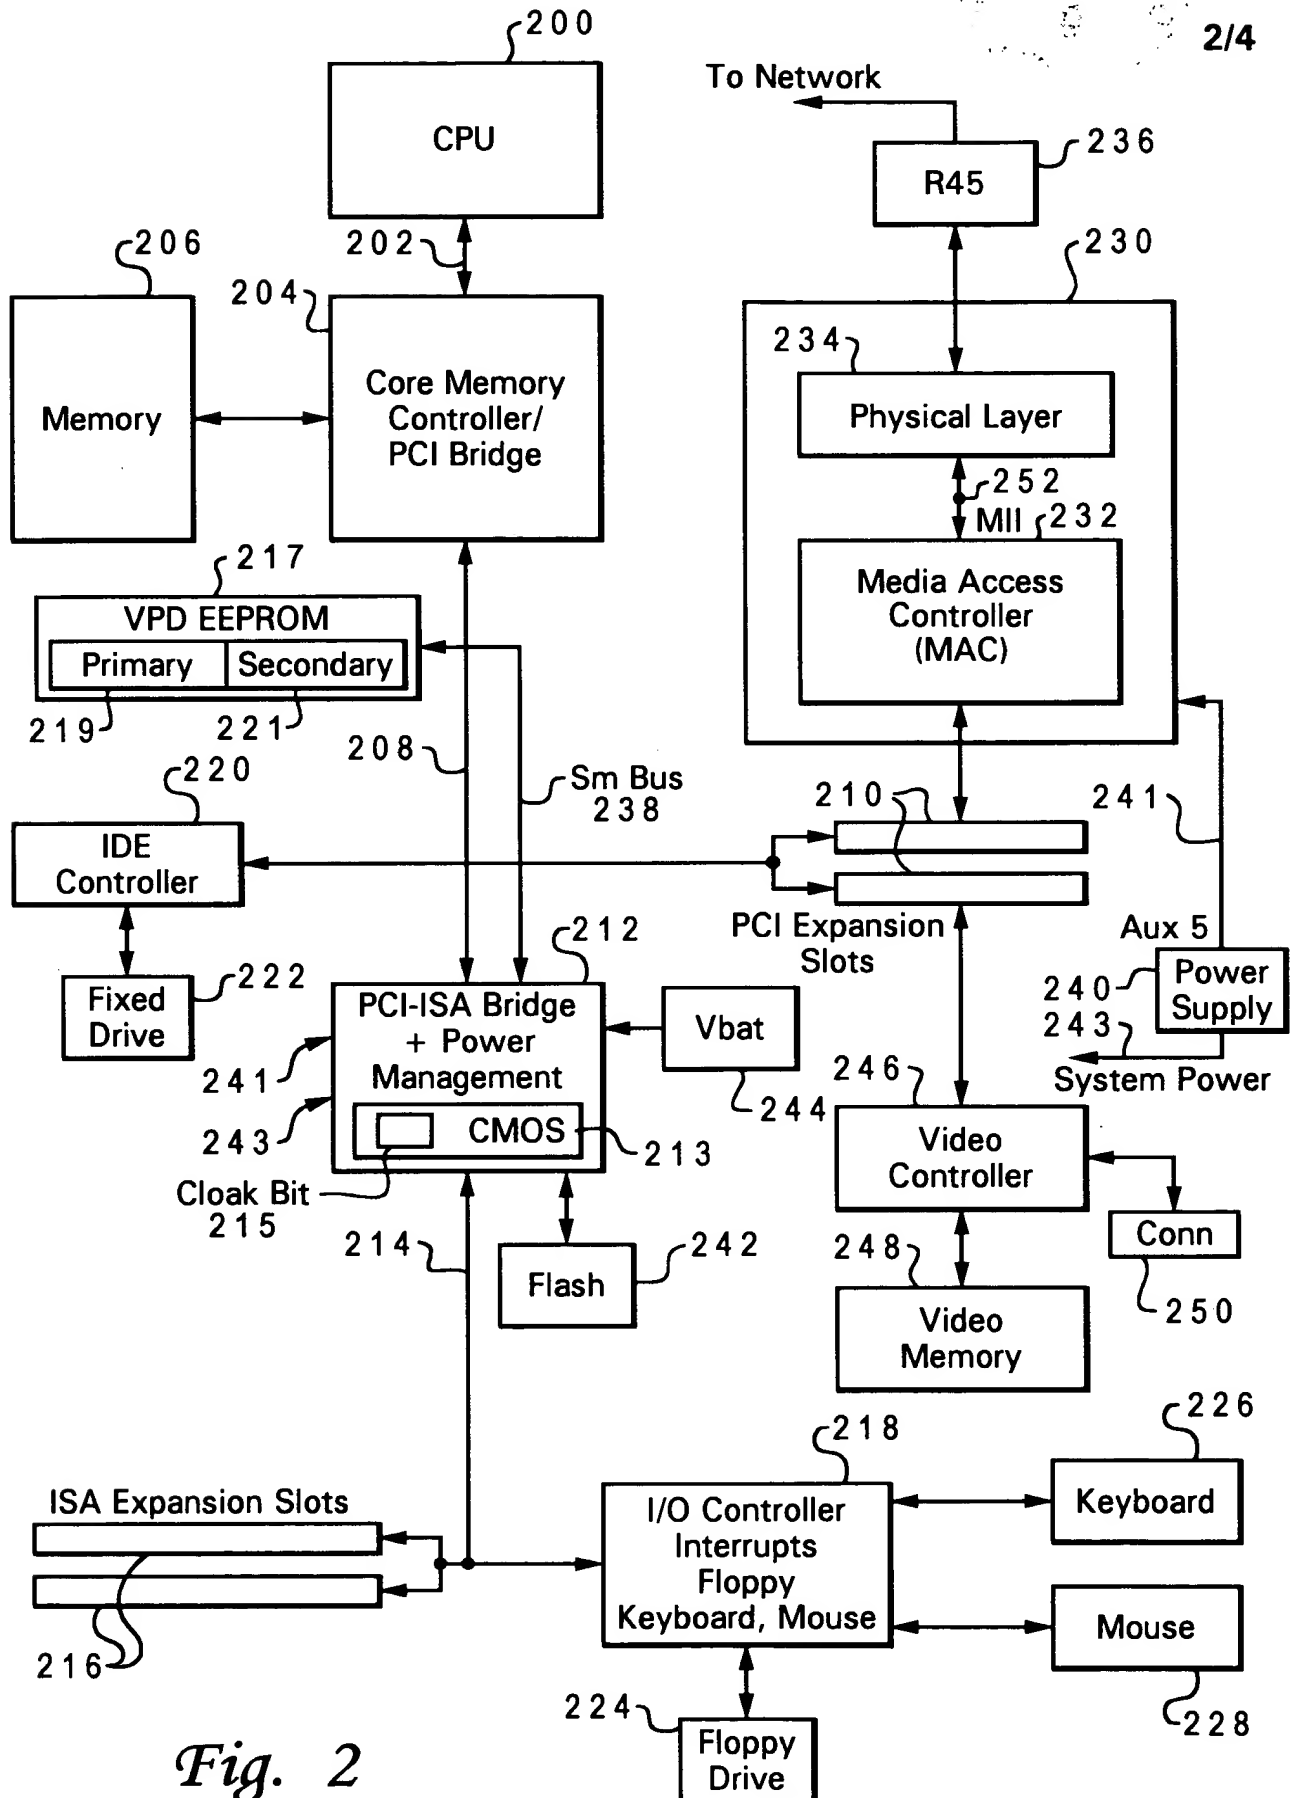 2/4
200
CPU
To Network
236
R45
202
206
204
230
Memory
Core Memory
Controller/
PCI Bridge
234
Physical Layer
252
MII
232
Media Access
Controller
(MAC)
217
VPD EEPROM
Primary
Secondary
219
221
208
Sm Bus
238
220
IDE
Controller
210
241
PCI Expansion
Slots
222
Fixed
Drive
212
PCI-ISA Bridge
+ Power
Management
241
243
CMOS
213
Cloak Bit
215
Vbat
244
Aux 5
240
Power
Supply
243
System Power
246
Video
Controller
Conn
250
248
Video
Memory
214
242
Flash
ISA Expansion Slots
216
218
I/O Controller
Interrupts
Floppy
Keyboard, Mouse
226
Keyboard
Mouse
228
224
Floppy
Drive
Fig. 2